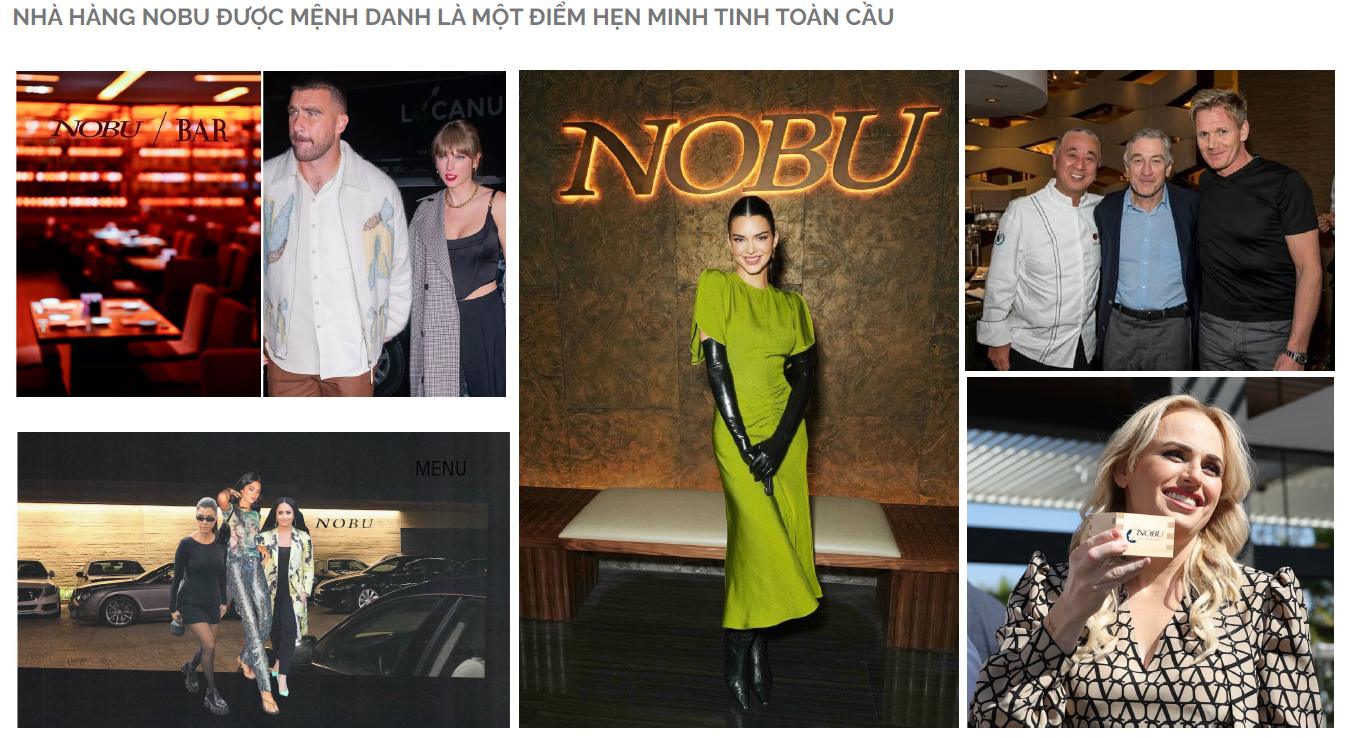 NHÀ HÀNG NOBU ĐƯỢC MỆNH DANH LÀ MỘT ĐIỂM HẸN MINH TINH TOÀN CẦU
NOBU / BAR
LOCANU
NOBU
MENU
NOBU
NOBU